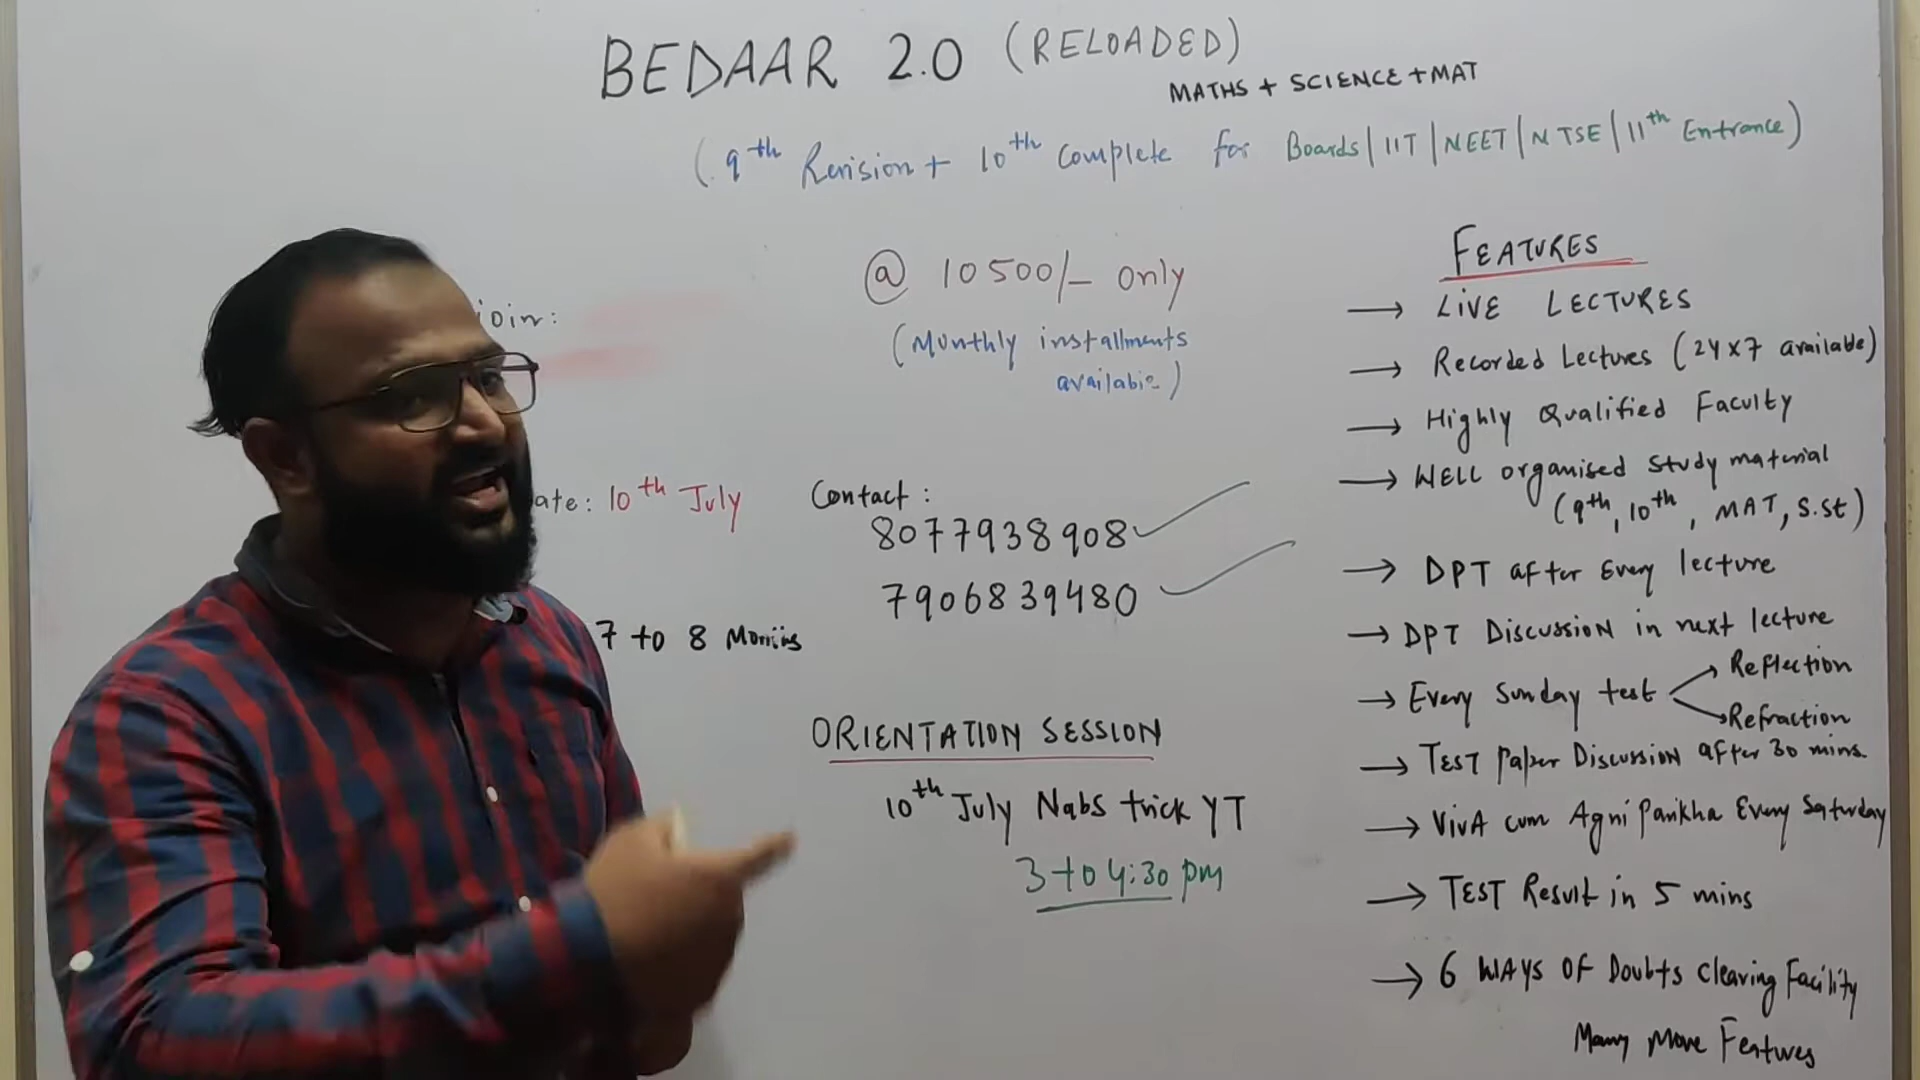 BEDAAR 2.0 (RELOADED)
MATHS + SCIENCE + MAT
(9th Revision + 10th Complete for Boards | IIT | NEET | NTSE | 11th Entrance)
join:
@ 10500/- only
(Monthly installments
available)
ate: 10th July
Contact:
8077938908
7906839480
7 to 8 Months
ORIENTATION SESSION
10th July Nabs trick YT
3 to 4:30 pm
FEATURES
→ LIVE LECTURES
→ Recorded Lectures (24x7 available)
→ Highly Qualified Faculty
→ WELL organised study material
(9th, 10th, MAT, S.St)
→ DPT after Every lecture
→ DPT Discussion in next lecture
→ Every Sunday test
Reflection
Refraction
→ TEST Paper Discussion after 30 mins.
→ VIVA cum Agni Pankha Every Saturday
→ TEST Result in 5 mins
→ 6 WAYS OF Doubts Clearing Facility
Many More Features